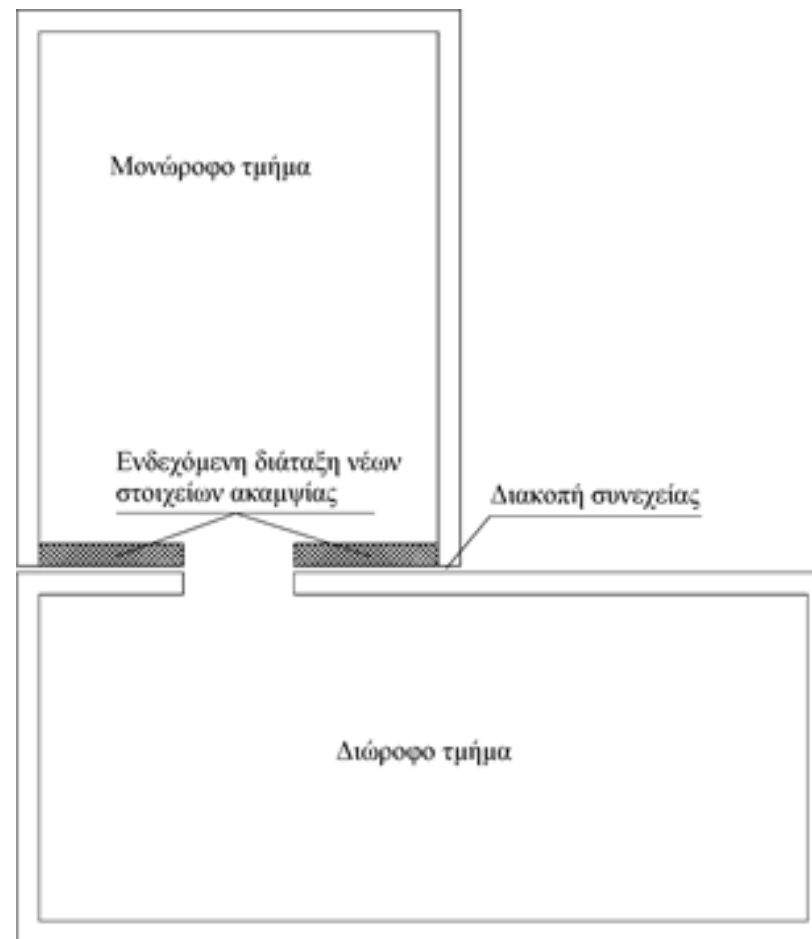 Μονώροφο τμήμα
Ενδεχόμενη διάταξη νέων
στοιχείων ακαμψίας
Διακοπή συνεχείας
Διώροφο τμήμα